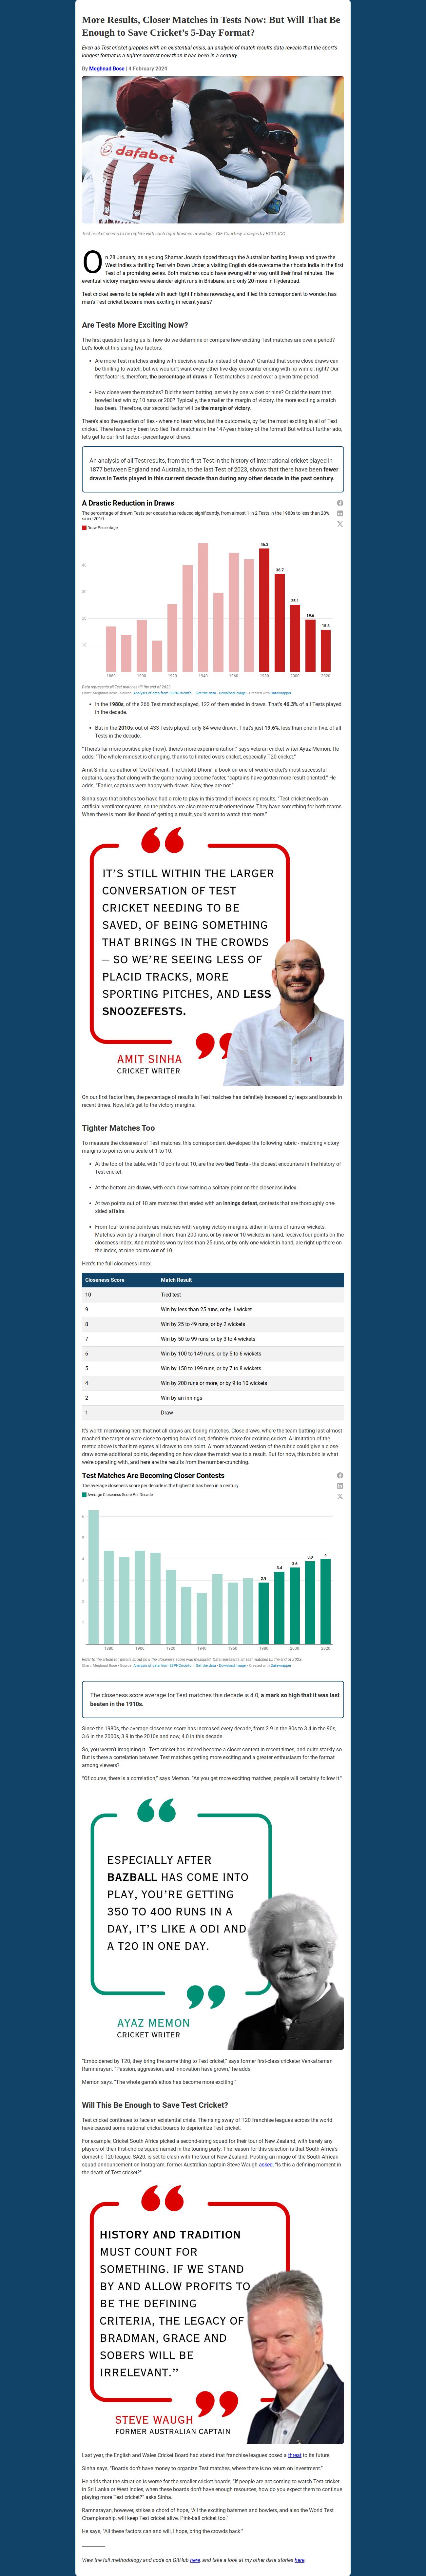 More Results, Closer Matches in Tests Now: But Will That Be
Enough to Save Cricket's 5-Day Format?
Even as Test cricket grapples with an existential crisis, an analysis of match results data reveals that the sport's
longest format is a tighter contest now than it has been in a century.
By Meghnad Bose | 4 February 2024
dafabet
11
Test cricket seems to be replete with such tight finishes nowadays. GIF Courtesy: Images by BCCI, ICC
On 28 January, as a young Shamar Joseph ripped through the Australian batting line-up and gave the
West Indies a thrilling Test win Down Under, a visiting English side overcame their hosts India in the first
Test of a promising series. Both matches could have swung either way until their final minutes. The
eventual victory margins were a slender eight runs in Brisbane, and only 20 more in Hyderabad.
Test cricket seems to be replete with such tight finishes nowadays, and it led this correspondent to wonder, has
men's Test cricket become more exciting in recent years?
Are Tests More Exciting Now?
The first question facing us is: how do we determine or compare how exciting Test matches are over a period?
Let's look at this using two factors:
• Are more Test matches ending with decisive results instead of draws? Granted that some close draws can
be thrilling to watch, but we wouldn't want every other five-day encounter ending with no winner, right? Our
first factor is, therefore, the percentage of draws in Test matches played over a given time period.
• How close were the matches? Did the team batting last win by one wicket or nine? Or did the team that
bowled last win by 10 runs or 200? Typically, the smaller the margin of victory, the more exciting a match
has been. Therefore, our second factor will be the margin of victory.
There's also the question of ties - where no team wins, but the outcome is, by far, the most exciting in all of Test
cricket. There have only been two tied Test matches in the 147-year history of the format! But without further ado,
let's get to our first factor - percentage of draws.
An analysis of all Test results, from the first Test in the history of international cricket played in
1877 between England and Australia, to the last Test of 2023, shows that there have been fewer
draws in Tests played in this current decade than during any other decade in the past century.
A Drastic Reduction in Draws
The percentage of drawn Tests per decade has reduced significantly, from almost 1 in 2 Tests in the 1980s to less than 20%
since 2010.
Draw Percentage
46.3
40
36.7
30
25.1
20
19.6
15.8
10
1880 1900 1920 1940 1960 1980 2000 2020
Data represents all Test matches till the end of 2023
Chart: Meghnad Bose • Source: Analysis of data from ESPNCricinfo • Get the data • Download image • Created with Datawrapper
• In the 1980s, of the 266 Test matches played, 122 of them ended in draws. That's 46.3% of all Tests played
in the decade.
• But in the 2010s, out of 433 Tests played, only 84 were drawn. That's just 19.6%, less than one in five, of all
Tests in the decade.
"There's far more positive play (now), there's more experimentation," says veteran cricket writer Ayaz Memon. He
adds, "The whole mindset is changing, thanks to limited overs cricket, especially T20 cricket."
Amit Sinha, co-author of 'Do Different: The Untold Dhoni', a book on one of world cricket's most successful
captains, says that along with the game having become faster, "captains have gotten more result-oriented." He
adds, "Earlier, captains were happy with draws. Now, they are not."
Sinha says that pitches too have had a role to play in this trend of increasing results, "Test cricket needs an
artificial ventilator system, so the pitches are also more result-oriented now. They have something for both teams.
When there is more likelihood of getting a result, you'd want to watch that more."
IT'S STILL WITHIN THE LARGER
CONVERSATION OF TEST
CRICKET NEEDING TO BE
SAVED, OF BEING SOMETHING
THAT BRINGS IN THE CROWDS
— SO WE'RE SEEING LESS OF
PLACID TRACKS, MORE
SPORTING PITCHES, AND LESS
SNOOZEFESTS.
AMIT SINHA
CRICKET WRITER
On our first factor then, the percentage of results in Test matches has definitely increased by leaps and bounds in
recent times. Now, let's get to the victory margins.
Tighter Matches Too
To measure the closeness of Test matches, this correspondent developed the following rubric - matching victory
margins to points on a scale of 1 to 10.
• At the top of the table, with 10 points out 10, are the two tied Tests - the closest encounters in the history of
Test cricket.
• At the bottom are draws, with each draw earning a solitary point on the closeness index.
• At two points out of 10 are matches that ended with an innings defeat, contests that are thoroughly one-
sided affairs.
• From four to nine points are matches with varying victory margins, either in terms of runs or wickets.
Matches won by a margin of more than 200 runs, or by nine or 10 wickets in hand, receive four points on the
closeness index. And matches won by less than 25 runs, or by only one wicket in hand, are right up there on
the index, at nine points out of 10.
Here's the full closeness index.
Closeness Score Match Result
10 Tied test
9 Win by less than 25 runs, or by 1 wicket
8 Win by 25 to 49 runs, or by 2 wickets
7 Win by 50 to 99 runs, or by 3 to 4 wickets
6 Win by 100 to 149 runs, or by 5 to 6 wickets
5 Win by 150 to 199 runs, or by 7 to 8 wickets
4 Win by 200 runs or more, or by 9 to 10 wickets
2 Win by an innings
1 Draw
It's worth mentioning here that not all draws are boring matches. Close draws, where the team batting last almost
reached the target or were close to getting bowled out, definitely make for exciting cricket. A limitation of the
metric above is that it relegates all draws to one point. A more advanced version of the rubric could give a close
draw some additional points, depending on how close the match was to a result. But for now, this rubric is what
we're operating with, and here are the results from the number-crunching.
Test Matches Are Becoming Closer Contests
The average closeness score per decade is the highest it has been in a century.
Average Closeness Score Per Decade
6
5
4
3
2
1
2.9
3.4
3.6
3.9
4
1880 1900 1920 1940 1960 1980 2000 2020
Refer to the article for details about how the closeness score was measured. Data represents all Test matches till the end of 2023.
Chart: Meghnad Bose • Source: Analysis of data from ESPNCricinfo • Get the data • Download image • Created with Datawrapper
The closeness score average for Test matches this decade is 4.0, a mark so high that it was last
beaten in the 1910s.
Since the 1980s, the average closeness score has increased every decade, from 2.9 in the 80s to 3.4 in the 90s,
3.6 in the 2000s, 3.9 in the 2010s and now, 4.0 in this decade.
So, you weren't imagining it - Test cricket has indeed become a closer contest in recent times, and quite starkly so.
But is there a correlation between Test matches getting more exciting and a greater enthusiasm for the format
among viewers?
"Of course, there is a correlation," says Memon. "As you get more exciting matches, people will certainly follow it."
ESPECIALLY AFTER
BAZBALL HAS COME INTO
PLAY, YOU'RE GETTING
350 TO 400 RUNS IN A
DAY, IT'S LIKE A ODI AND
A T20 IN ONE DAY.
AYAZ MEMON
CRICKET WRITER
"Emboldened by T20, they bring the same thing to Test cricket," says former first-class cricketer Venkatraman
Ramnarayan. "Passion, aggression, and innovation have grown," he adds.
Memon says, "The whole game's ethos has become more exciting."
Will This Be Enough to Save Test Cricket?
Test cricket continues to face an existential crisis. The rising sway of T20 franchise leagues across the world
have caused some national cricket boards to deprioritize Test cricket.
For example, Cricket South Africa picked a second-string squad for their tour of New Zealand, with barely any
players of their first-choice squad named in the touring party. The reason for this selection is that South Africa's
domestic T20 league, SA20, is set to clash with the tour of New Zealand. Posting an image of the South African
squad announcement on Instagram, former Australian captain Steve Waugh asked, "Is this a defining moment in
the death of Test cricket?"
HISTORY AND TRADITION
MUST COUNT FOR
SOMETHING. IF WE STAND
BY AND ALLOW PROFITS TO
BE THE DEFINING
CRITERIA, THE LEGACY OF
BRADMAN, GRACE AND
SOBERS WILL BE
IRRELEVANT.''
STEVE WAUGH
FORMER AUSTRALIAN CAPTAIN
Last year, the English and Wales Cricket Board had stated that franchise leagues posed a threat to its future.
Sinha says, "Boards don't have money to organize Test matches, where there is no return on investment."
He adds that the situation is worse for the smaller cricket boards, "If people are not coming to watch Test cricket
in Sri Lanka or West Indies, when these boards don't have enough resources, how do you expect them to continue
playing more Test cricket?" asks Sinha.
Ramnarayan, however, strikes a chord of hope, "All the exciting batsmen and bowlers, and also the World Test
Championship, will keep Test cricket alive. Pink-ball cricket too."
He says, "All these factors can and will, I hope, bring the crowds back."
View the full methodology and code on GitHub here, and take a look at my other data stories here.